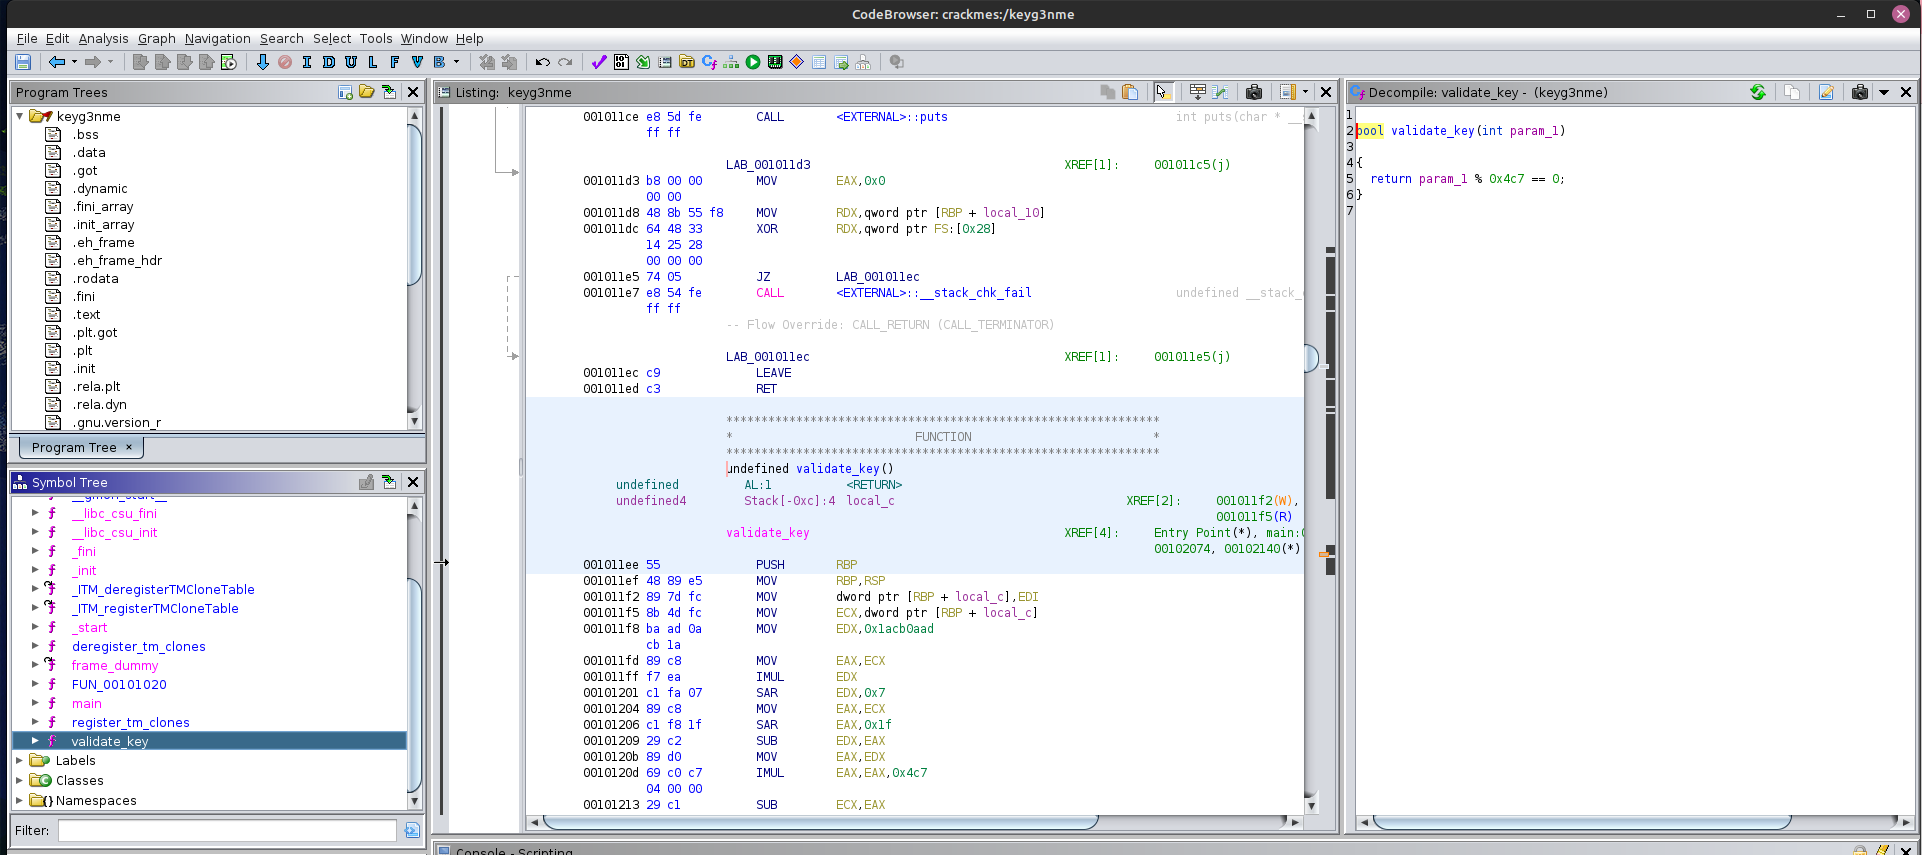 CodeBrowser: crackmes:/keyg3nme
File Edit Analysis Graph Navigation Search Select Tools Window Help
I D U L F V B
Program Trees
keyg3nme
.bss
.data
.got
.dynamic
.fini_array
.init_array
.eh_frame
.eh_frame_hdr
.rodata
.fini
.text
.plt.got
.plt
.init
.rela.plt
.rela.dyn
.gnu.version_r
Program Tree ×
Symbol Tree
__gmon_start__
__libc_csu_fini
__libc_csu_init
_fini
_init
_ITM_deregisterTMCloneTable
_ITM_registerTMCloneTable
_start
deregister_tm_clones
frame_dummy
FUN_00101020
main
register_tm_clones
validate_key
Labels
Classes
Namespaces
Filter:
Listing: keyg3nme
001011ce e8 5d fe CALL <EXTERNAL>::puts int puts(char * __
ff ff
LAB_001011d3 XREF[1]: 001011c5(j)
001011d3 b8 00 00 MOV EAX,0x0
00 00
001011d8 48 8b 55 f8 MOV RDX,qword ptr [RBP + local_10]
001011dc 64 48 33 XOR RDX,qword ptr FS:[0x28]
14 25 28
00 00 00
001011e5 74 05 JZ LAB_001011ec
001011e7 e8 54 fe CALL <EXTERNAL>::__stack_chk_fail undefined __stack_
ff ff
-- Flow Override: CALL_RETURN (CALL_TERMINATOR)
LAB_001011ec XREF[1]: 001011e5(j)
001011ec c9 LEAVE
001011ed c3 RET
**************************************************************
* FUNCTION *
**************************************************************
undefined validate_key()
undefined AL:1 <RETURN>
undefined4 Stack[-0xc]:4 local_c XREF[2]: 001011f2(W),
001011f5(R)
validate_key XREF[4]: Entry Point(*), main:
00102074, 00102140(*)
001011ee 55 PUSH RBP
001011ef 48 89 e5 MOV RBP,RSP
001011f2 89 7d fc MOV dword ptr [RBP + local_c],EDI
001011f5 8b 4d fc MOV ECX,dword ptr [RBP + local_c]
001011f8 ba ad 0a MOV EDX,0x1acb0aad
cb 1a
001011fd 89 c8 MOV EAX,ECX
001011ff f7 ea IMUL EDX
00101201 c1 fa 07 SAR EDX,0x7
00101204 89 c8 MOV EAX,ECX
00101206 c1 f8 1f SAR EAX,0x1f
00101209 29 c2 SUB EDX,EAX
0010120b 89 d0 MOV EAX,EDX
0010120d 69 c0 c7 IMUL EAX,EAX,0x4c7
04 00 00
00101213 29 c1 SUB ECX,EAX
Decompile: validate_key - (keyg3nme)
1
2 bool validate_key(int param_1)
3
4 {
5 return param_1 % 0x4c7 == 0;
6 }
7
Console - Scripting